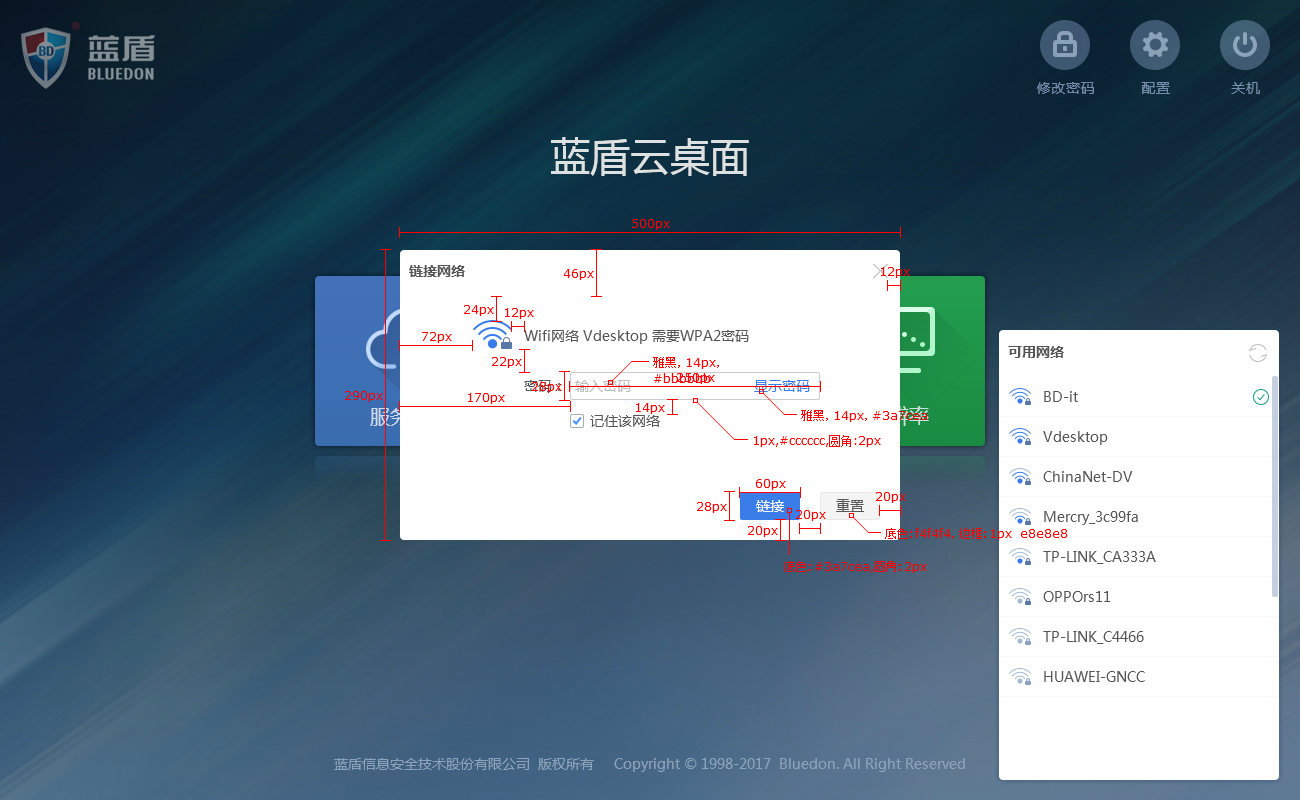 蓝盾
BLUEDON
修改密码
配置
关机
蓝盾云桌面
500px
链接网络
46px
12px
24px
12px
72px
Wifi网络 Vdesktop 需要WPA2密码
22px
雅黑, 14px,
#bbbbbb
250px
290px
密码
28px
输入密码
显示密码
170px
14px
雅黑, 14px, #3a7cea
记住该网络
1px,#cccccc,圆角:2px
服务
辨率
60px
28px
链接
重置
20px
20px
20px
底色:f4f4f4, 边框: 1px e8e8e8
底色:#3a7cea,圆角:2px
可用网络
BD-it
Vdesktop
ChinaNet-DV
Mercry_3c99fa
TP-LINK_CA333A
OPPOrs11
TP-LINK_C4466
HUAWEI-GNCC
蓝盾信息安全技术股份有限公司 版权所有 Copyright © 1998-2017 Bluedon. All Right Reserved